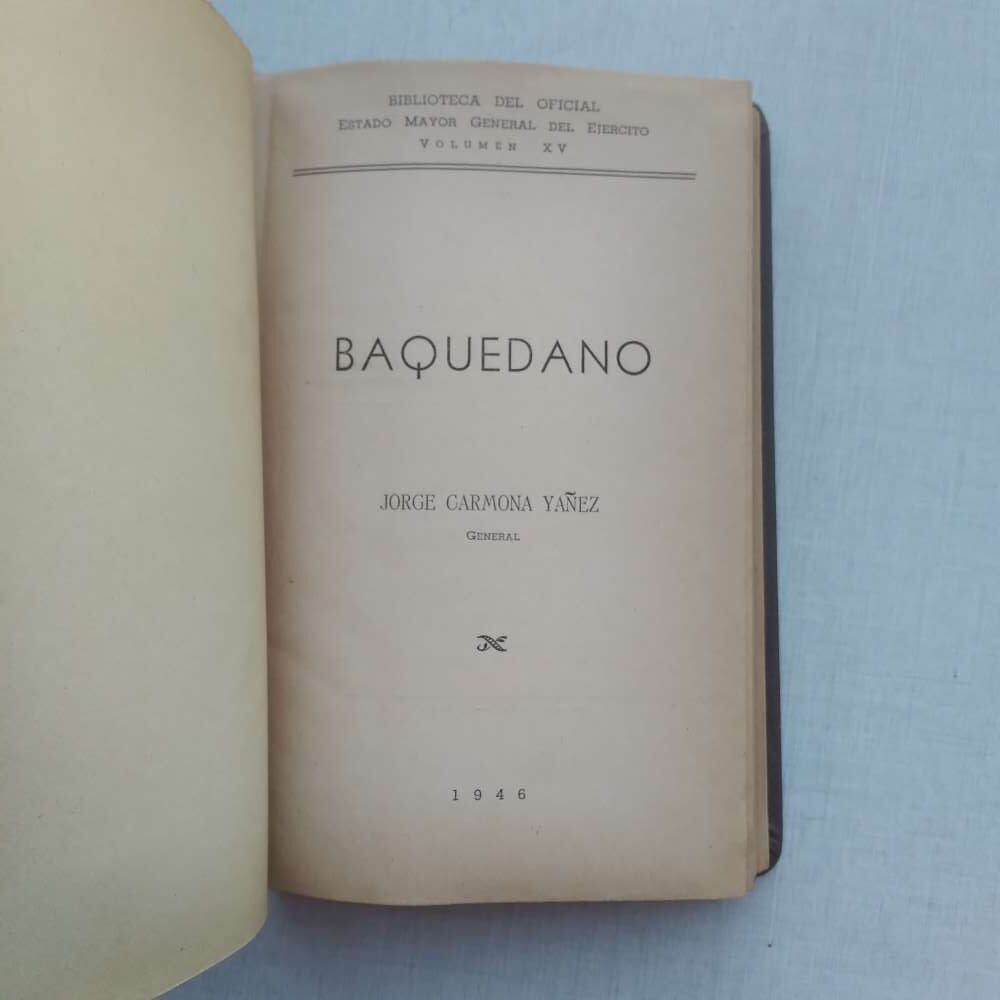 BIBLIOTECA DEL OFICIAL
ESTADO MAYOR GENERAL DEL EJERCITO
VOLUMEN XV
BAQUEDANO
JORGE CARMONA YAÑEZ
GENERAL
1946